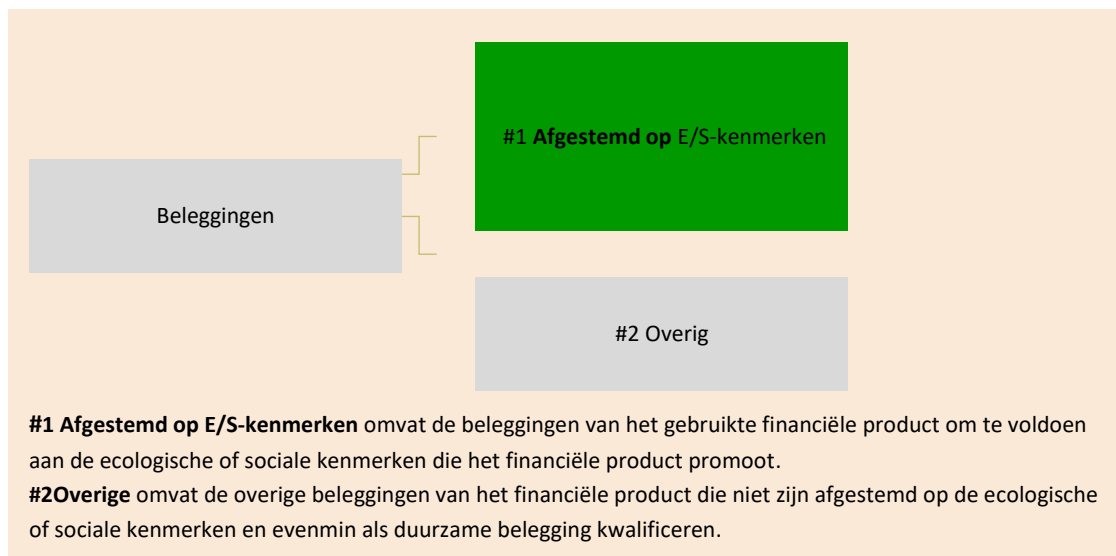 #1 Afgestemd op E/S-kenmerken
Beleggingen
#2 Overig
#1 Afgestemd op E/S-kenmerken omvat de beleggingen van het gebruikte financiële product om te voldoen
aan de ecologische of sociale kenmerken die het financiële product promoot.
#2Overige omvat de overige beleggingen van het financiële product die niet zijn afgestemd op de ecologische
of sociale kenmerken en evenmin als duurzame belegging kwalificeren.